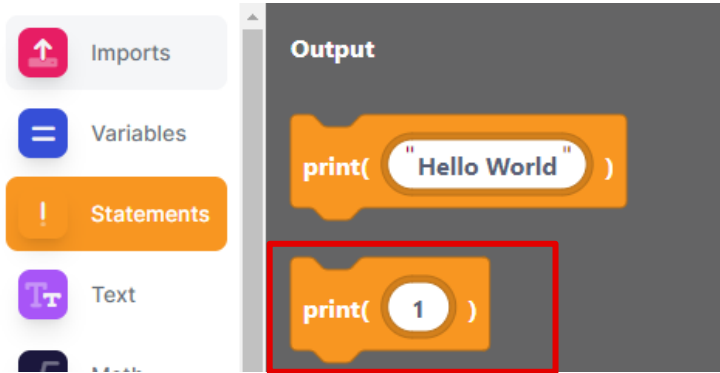 Imports
Variables
Statements
Text
Output
print( "Hello World" )
print( 1 )